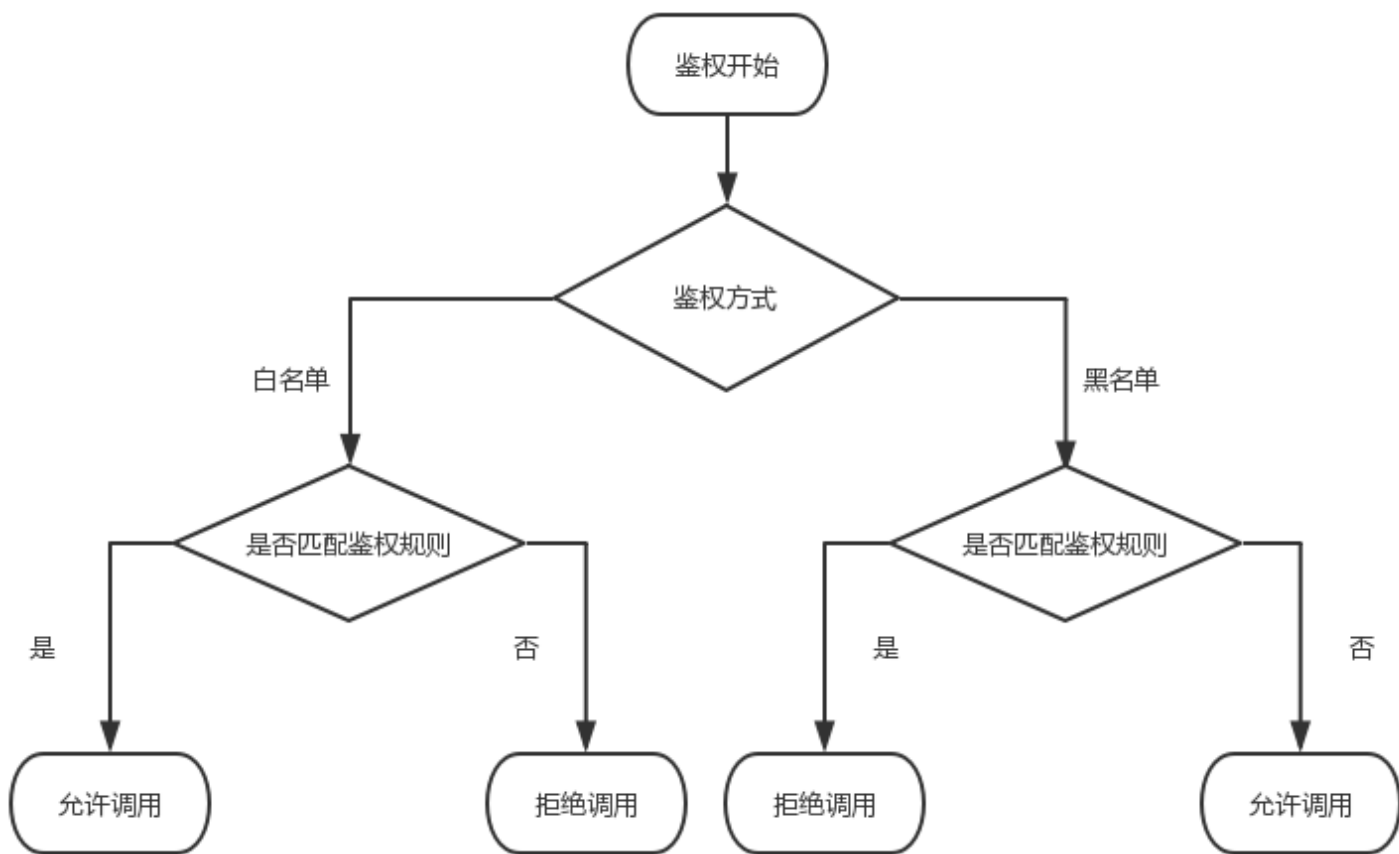 鉴权开始
鉴权方式
白名单
黑名单
是否匹配鉴权规则
是否匹配鉴权规则
是
否
是
否
允许调用
拒绝调用
拒绝调用
允许调用